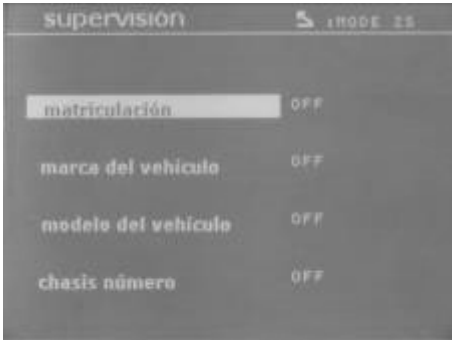 supervisión :MODE 2S
matriculación OFF
marca del vehículo OFF
modelo del vehículo OFF
chasis número OFF